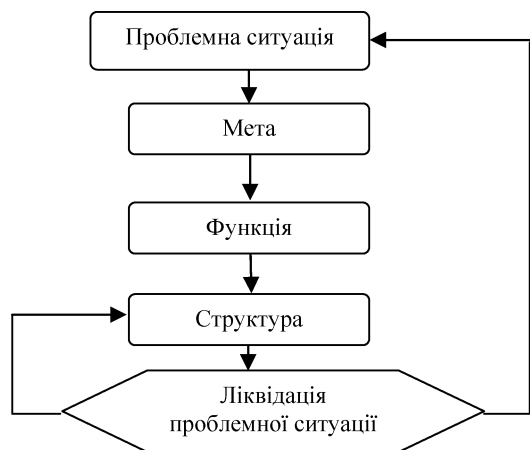 Проблемна ситуація
Мета
Функція
Структура
Ліквідація
проблемної ситуації